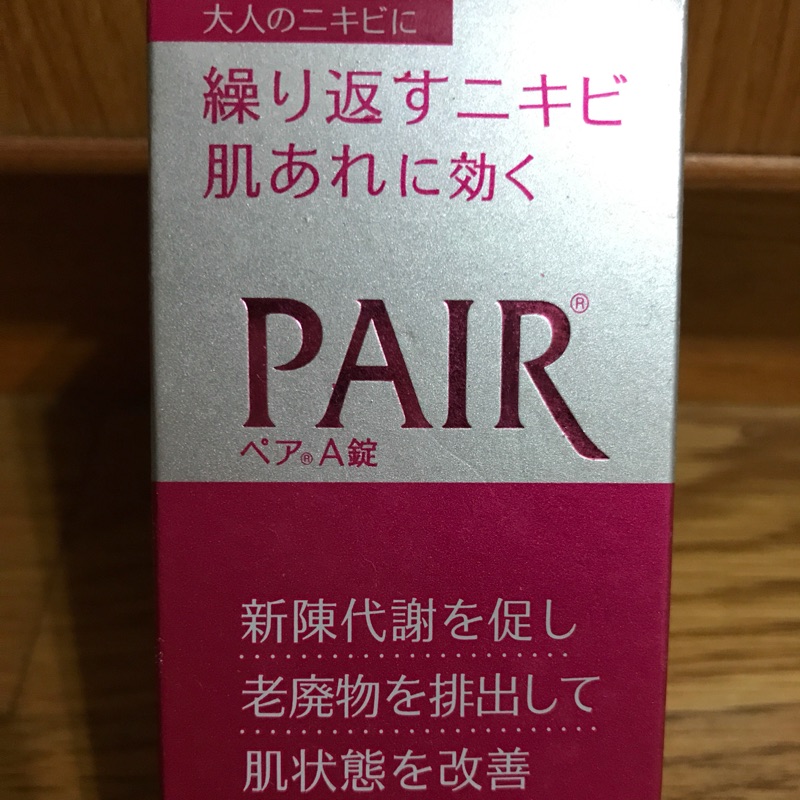 大人のニキビに
繰り返すニキビ
肌あれに効く
PAIR®
ペア®A錠
新陳代謝を促し
老廃物を排出して
肌状態を改善